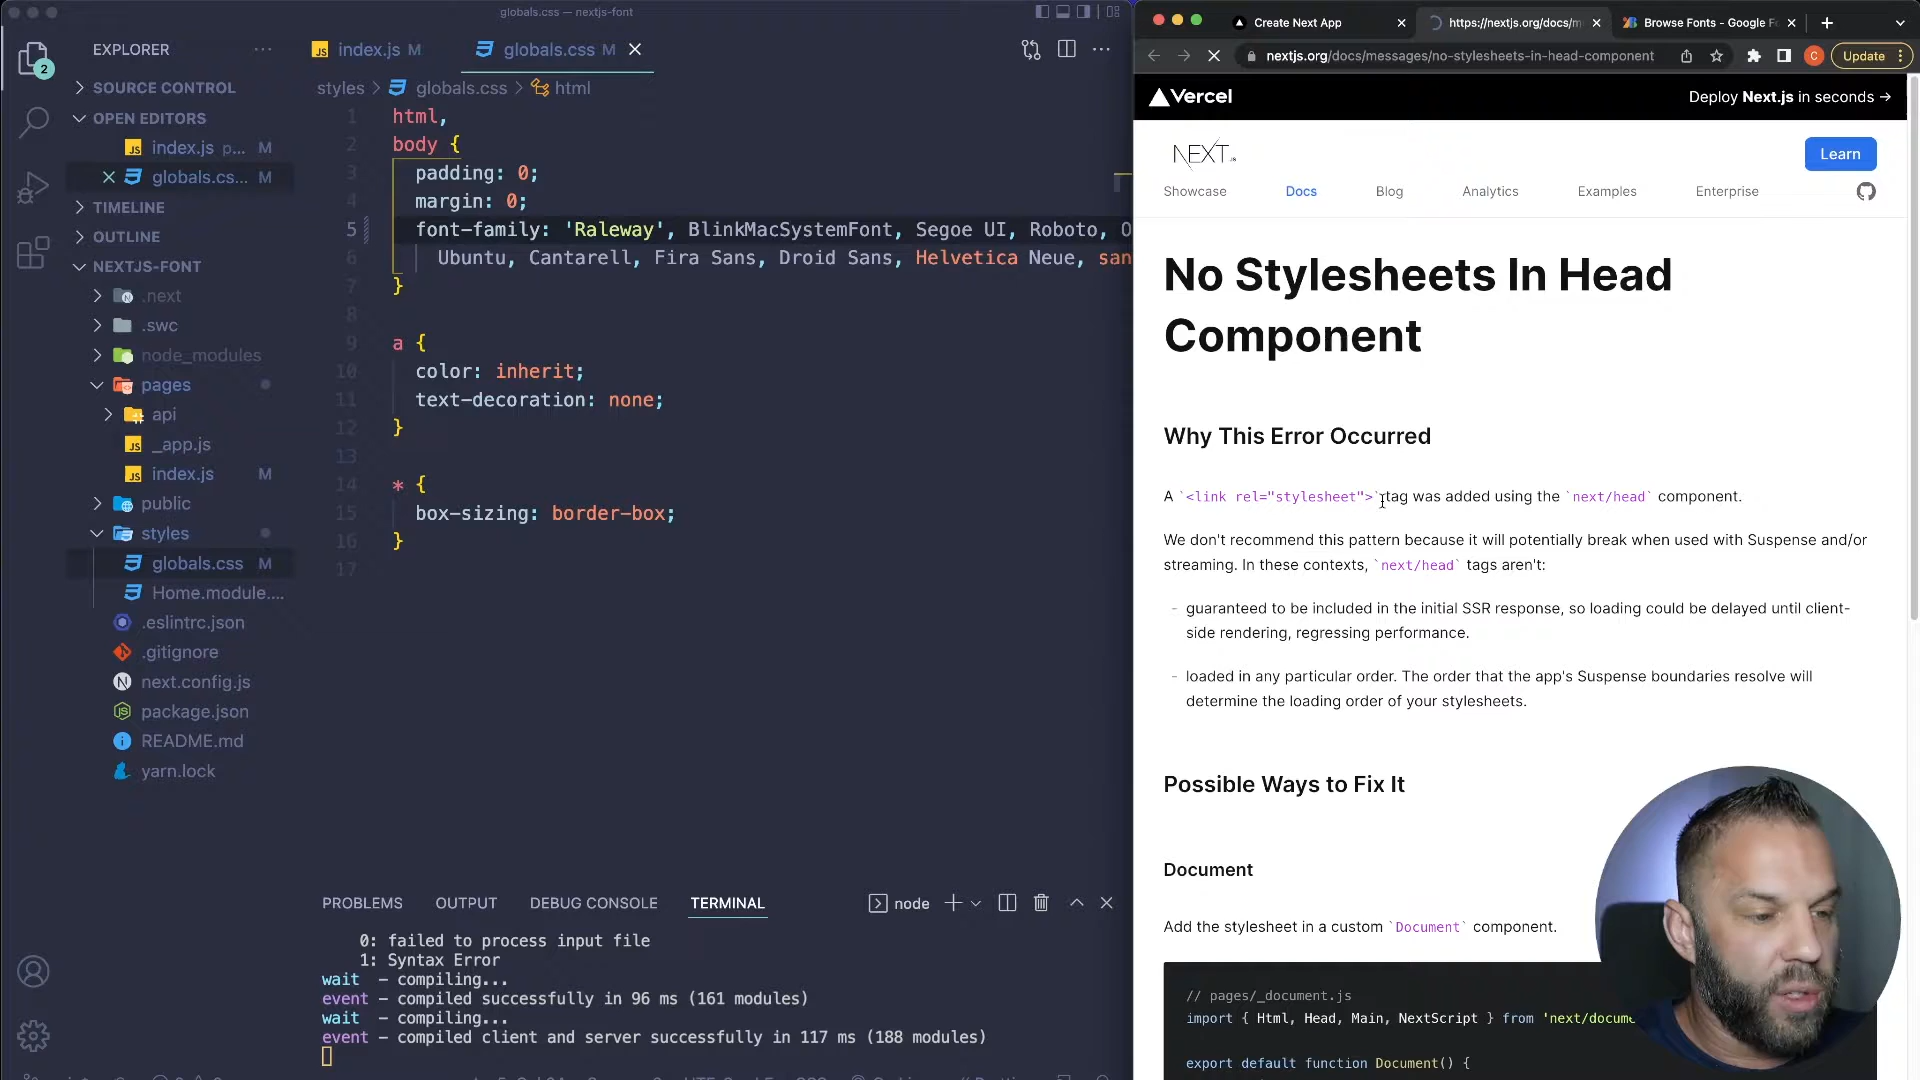 globals.css — nextjs-font
EXPLORER
SOURCE CONTROL
OPEN EDITORS
JS index.js p... M
globals.cs... M
TIMELINE
OUTLINE
NEXTJS-FONT
.next
.swc
node_modules
pages
api
JS _app.js
JS index.js M
public
styles
globals.css M
Home.module....
.eslintrc.json
.gitignore
next.config.js
package.json
README.md
yarn.lock
2
JS index.js M globals.css M
styles > globals.css > html
1 html,
2 body {
3 padding: 0;
4 margin: 0;
5 font-family: 'Raleway', BlinkMacSystemFont, Segoe UI, Roboto, O
6 Ubuntu, Cantarell, Fira Sans, Droid Sans, Helvetica Neue, san
7 }
8
9 a {
10 color: inherit;
11 text-decoration: none;
12 }
13
14 * {
15 box-sizing: border-box;
16 }
17
PROBLEMS OUTPUT DEBUG CONSOLE TERMINAL node
0: failed to process input file
1: Syntax Error
wait - compiling...
event - compiled successfully in 96 ms (161 modules)
wait - compiling...
event - compiled client and server successfully in 117 ms (188 modules)
Create Next App https://nextjs.org/docs/m Browse Fonts - Google F
nextjs.org/docs/messages/no-stylesheets-in-head-component C Update
Vercel Deploy Next.js in seconds →
NEXT.JS Learn
Showcase Docs Blog Analytics Examples Enterprise
No Stylesheets In Head
Component
Why This Error Occurred
A `<link rel="stylesheet">` tag was added using the `next/head` component.
We don't recommend this pattern because it will potentially break when used with Suspense and/or
streaming. In these contexts, `next/head` tags aren't:
- guaranteed to be included in the initial SSR response, so loading could be delayed until client-
side rendering, regressing performance.
- loaded in any particular order. The order that the app's Suspense boundaries resolve will
determine the loading order of your stylesheets.
Possible Ways to Fix It
Document
Add the stylesheet in a custom `Document` component.
// pages/_document.js
import { Html, Head, Main, NextScript } from 'next/docume
export default function Document() {